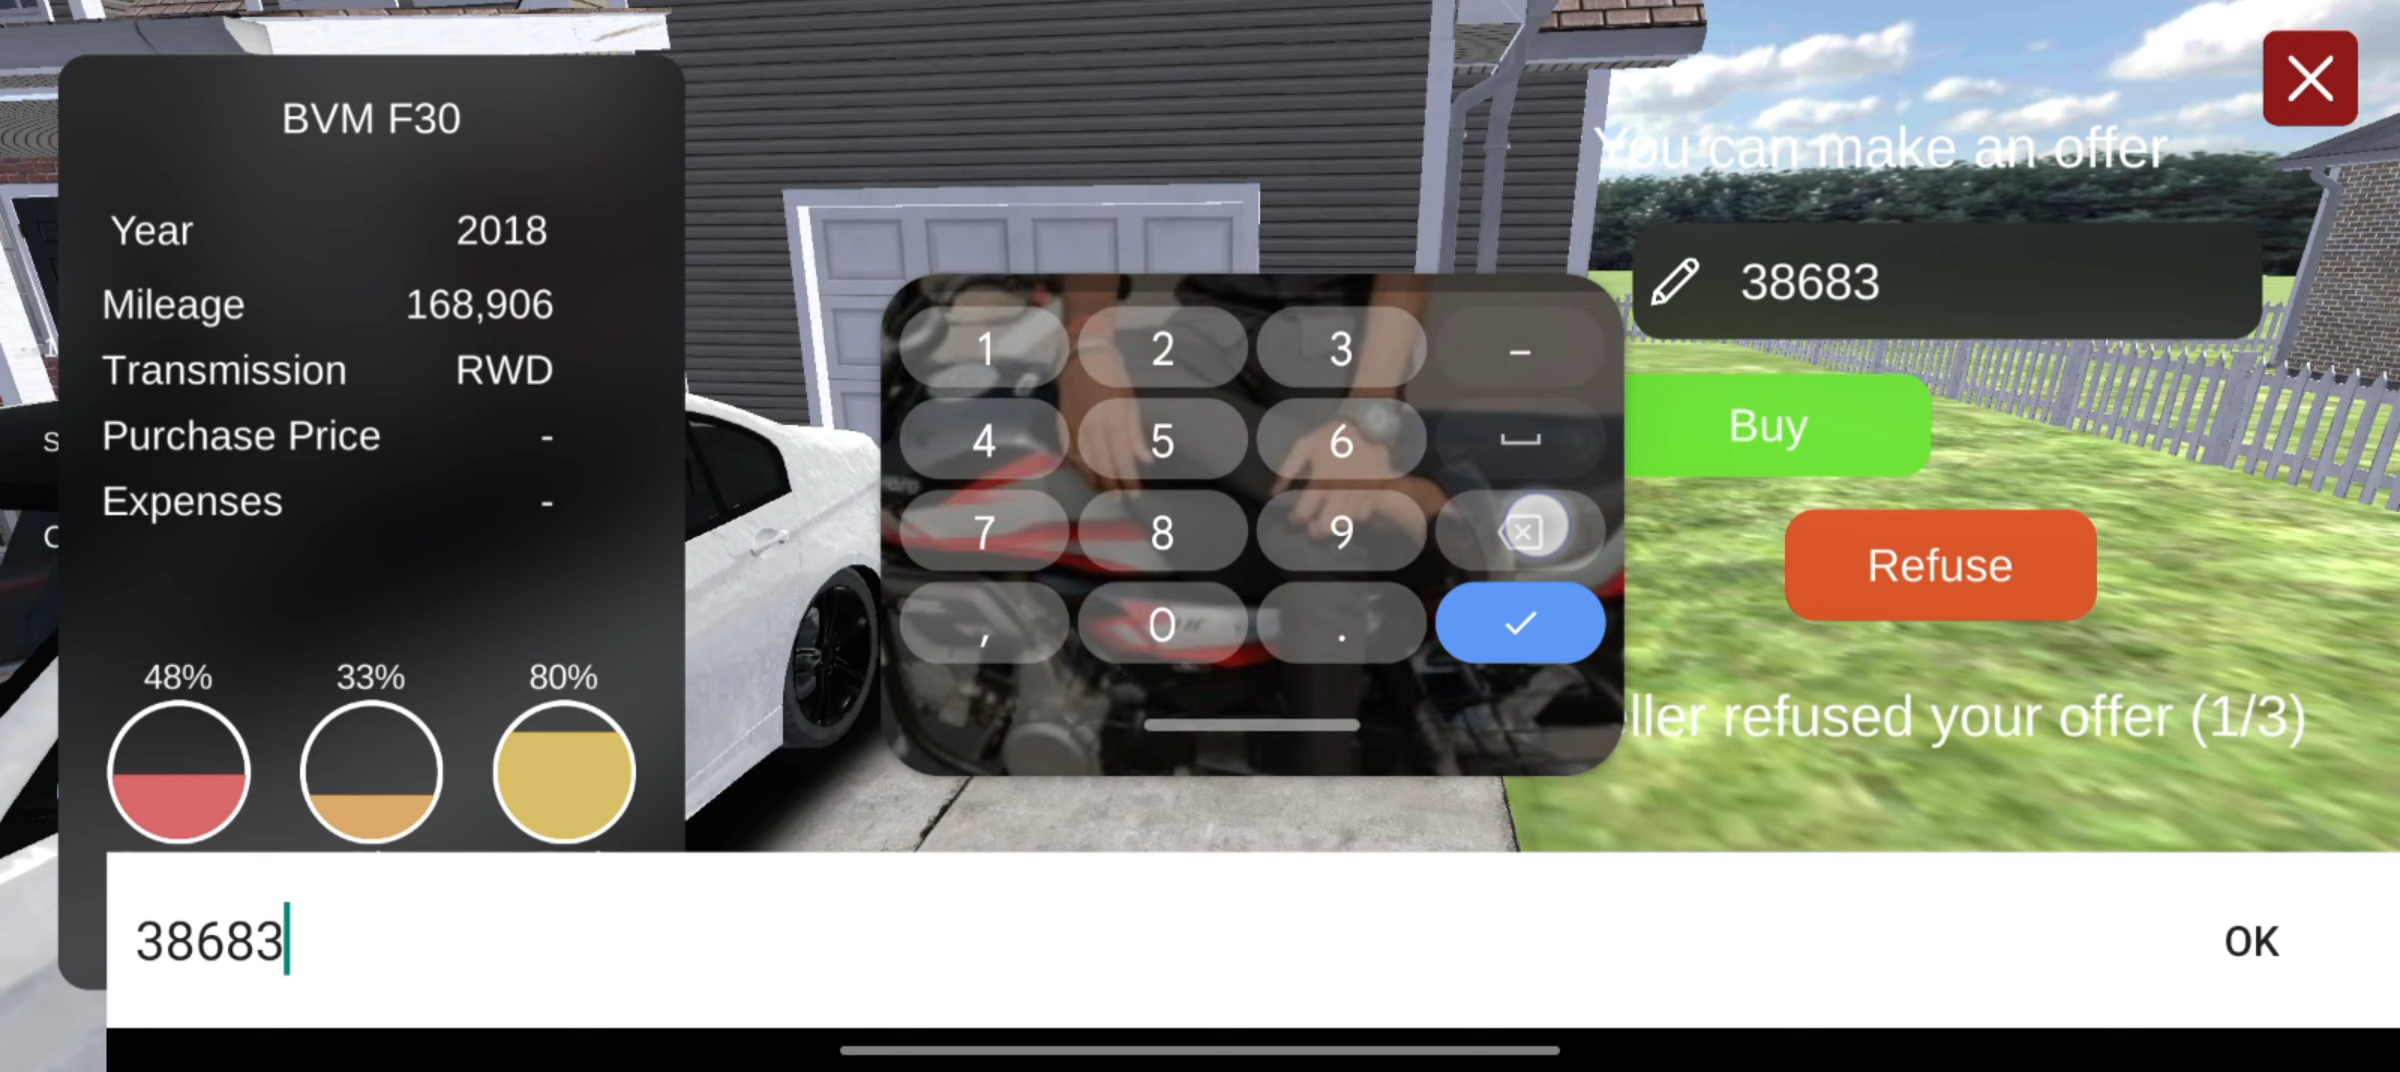 BVM F30
Year 2018
Mileage 168,906
Transmission RWD
Purchase Price -
Expenses -
48% 33% 80%
You can make an offer
38683
Buy
Refuse
ller refused your offer (1/3)
1 2 3 –
4 5 6
7 8 9
, 0 .
38683
OK